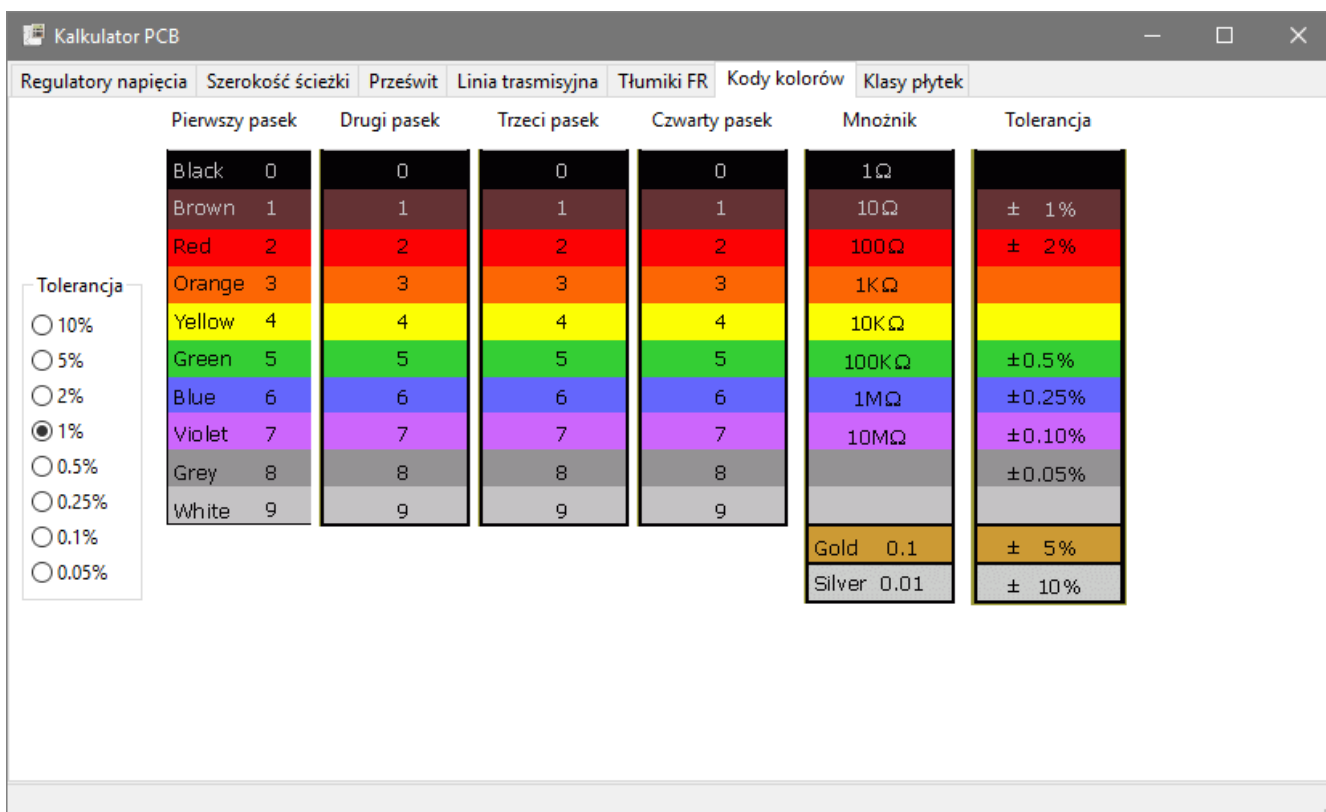 Kalkulator PCB
Regulatory napięcia Szerokość ścieżki Prześwit Linia trasmisyjna Tłumiki FR Kody kolorów Klasy płytek
Pierwszy pasek Drugi pasek Trzeci pasek Czwarty pasek Mnożnik Tolerancja
Black 0 0 0 0 1Ω
Brown 1 1 1 1 10Ω ± 1%
Red 2 2 2 2 100Ω ± 2%
Tolerancja
Orange 3 3 3 3 1KΩ
10%
Yellow 4 4 4 4 10KΩ
5%
Green 5 5 5 5 100KΩ ±0.5%
2%
Blue 6 6 6 6 1MΩ ±0.25%
1%
Violet 7 7 7 7 10MΩ ±0.10%
0.5%
Grey 8 8 8 8 ±0.05%
0.25%
White 9 9 9 9
0.1%
Gold 0.1 ± 5%
0.05%
Silver 0.01 ± 10%